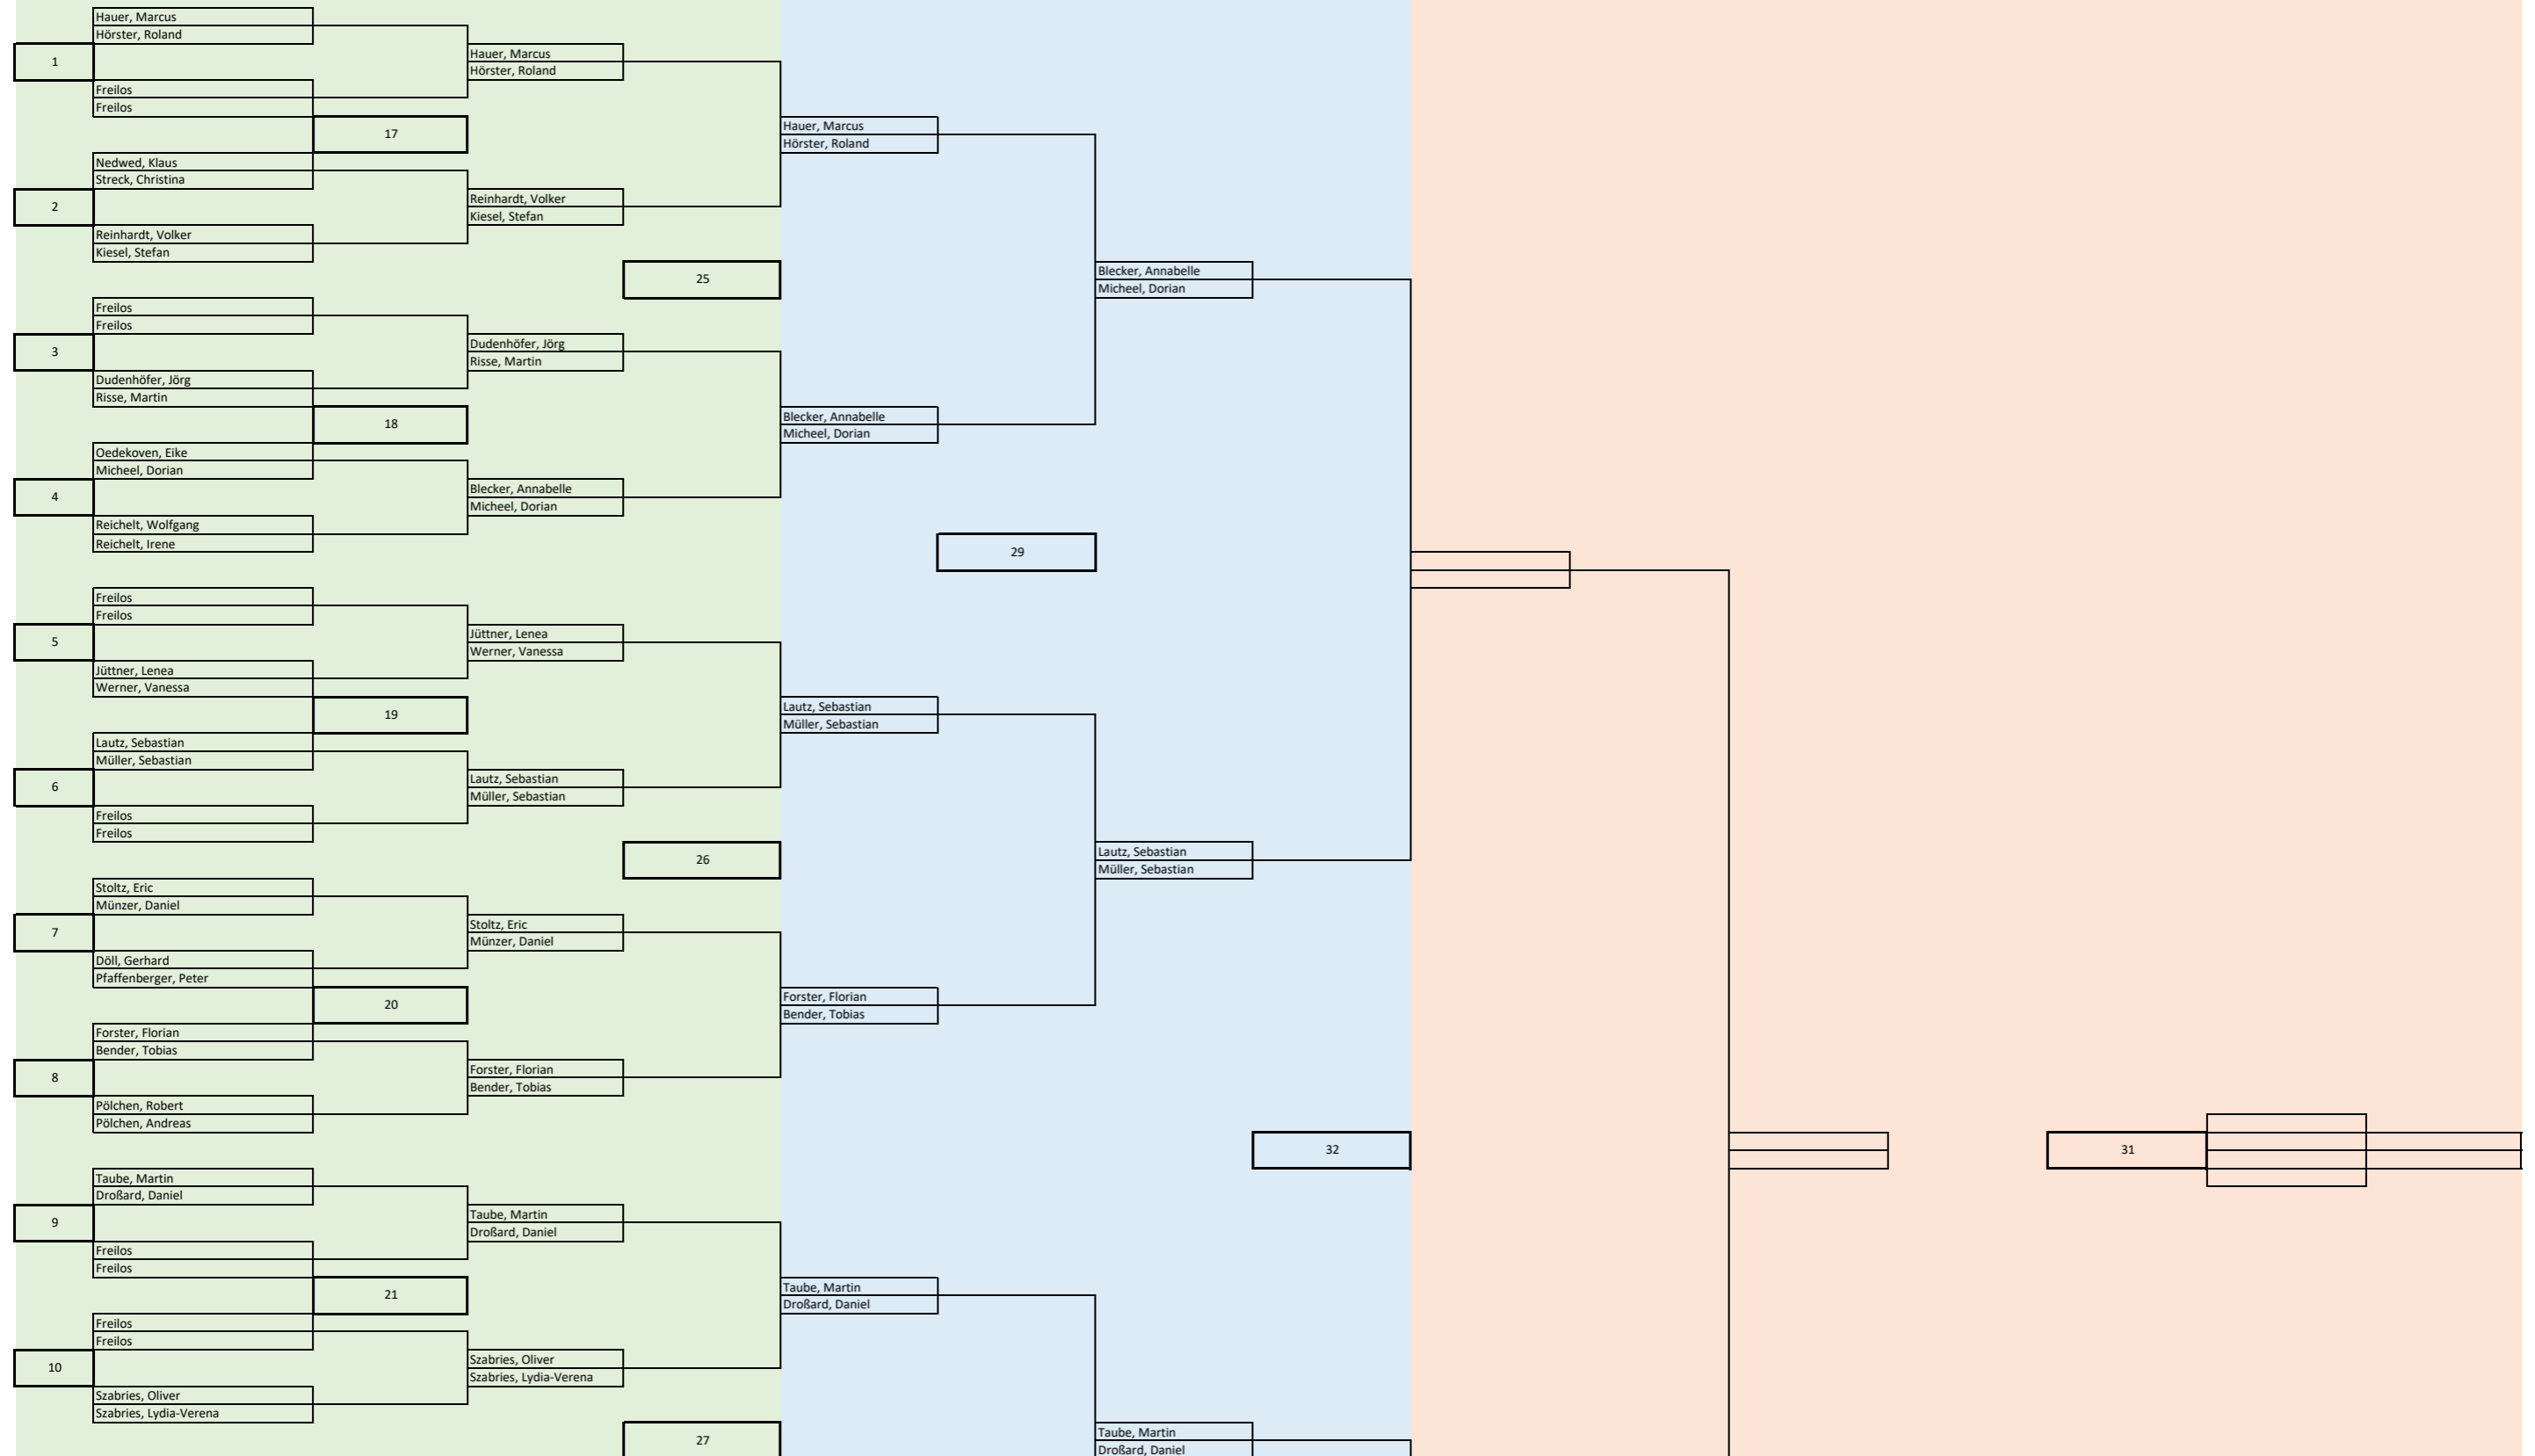 Hauer, Marcus
Hörster, Roland
1
Freilos
Freilos
Nedwed, Klaus
Streck, Christina
2
Reinhardt, Volker
Kiesel, Stefan
Freilos
Freilos
3
Dudenhöfer, Jörg
Risse, Martin
Oedekoven, Eike
Micheel, Dorian
4
Reichelt, Wolfgang
Reichelt, Irene
Freilos
Freilos
5
Jüttner, Lenea
Werner, Vanessa
Lautz, Sebastian
Müller, Sebastian
6
Freilos
Freilos
Stoltz, Eric
Münzer, Daniel
7
Döll, Gerhard
Pfaffenberger, Peter
Forster, Florian
Bender, Tobias
8
Pölchen, Robert
Pölchen, Andreas
Taube, Martin
Droßard, Daniel
9
Freilos
Freilos
Freilos
Freilos
10
Szabries, Oliver
Szabries, Lydia-Verena
17
18
19
20
21
Hauer, Marcus
Hörster, Roland
Reinhardt, Volker
Kiesel, Stefan
Dudenhöfer, Jörg
Risse, Martin
Blecker, Annabelle
Micheel, Dorian
Jüttner, Lenea
Werner, Vanessa
Lautz, Sebastian
Müller, Sebastian
Stoltz, Eric
Münzer, Daniel
Forster, Florian
Bender, Tobias
Taube, Martin
Droßard, Daniel
Szabries, Oliver
Szabries, Lydia-Verena
25
26
27
Hauer, Marcus
Hörster, Roland
Blecker, Annabelle
Micheel, Dorian
Lautz, Sebastian
Müller, Sebastian
Forster, Florian
Bender, Tobias
Taube, Martin
Droßard, Daniel
29
Blecker, Annabelle
Micheel, Dorian
Lautz, Sebastian
Müller, Sebastian
Taube, Martin
Droßard, Daniel
32
31